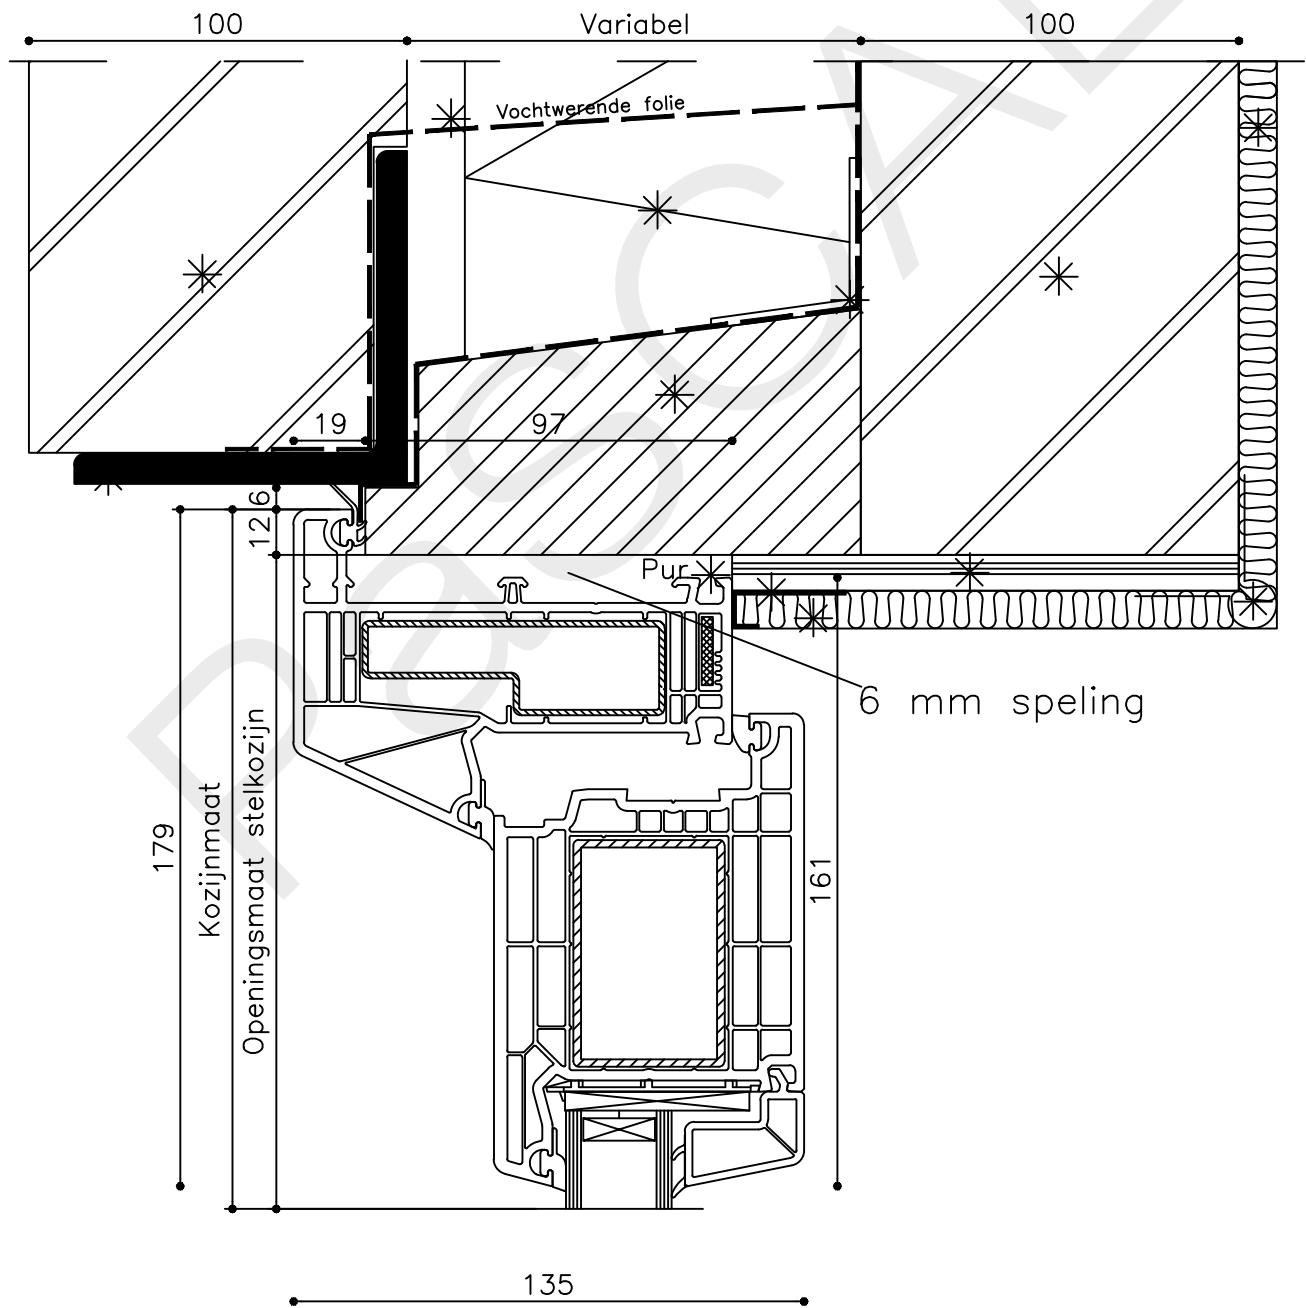 100
Variabel
100
Vochtwerende folie
19
97
6
12
Pur
6 mm speling
179
Kozijnmaat
Openingsmaat stelkozijn
161
135
PaSCAL